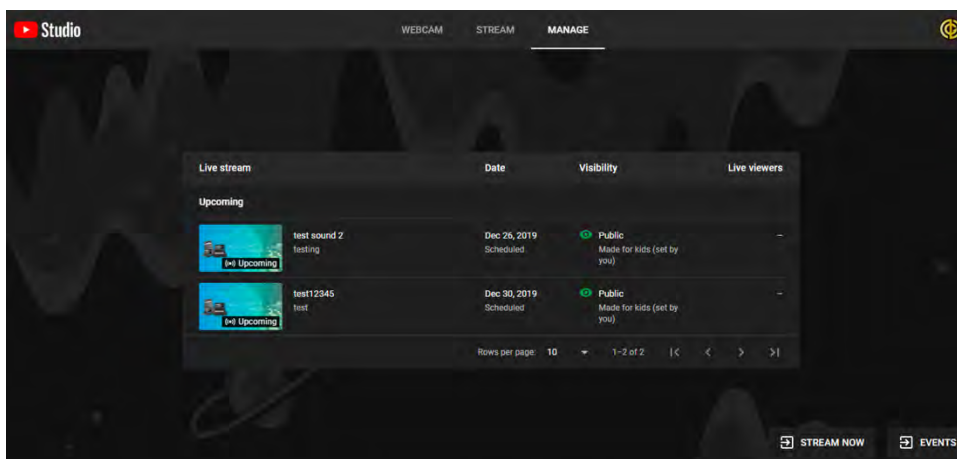 Studio
WEBCAM STREAM MANAGE
Live stream Date Visibility Live viewers
Upcoming
test sound 2 Dec 26, 2019 Public –
testing Scheduled Made for kids (set by
you)
Upcoming
test12345 Dec 30, 2019 Public –
test Scheduled Made for kids (set by
you)
Upcoming
Rows per page: 10 1–2 of 2
STREAM NOW EVENTS